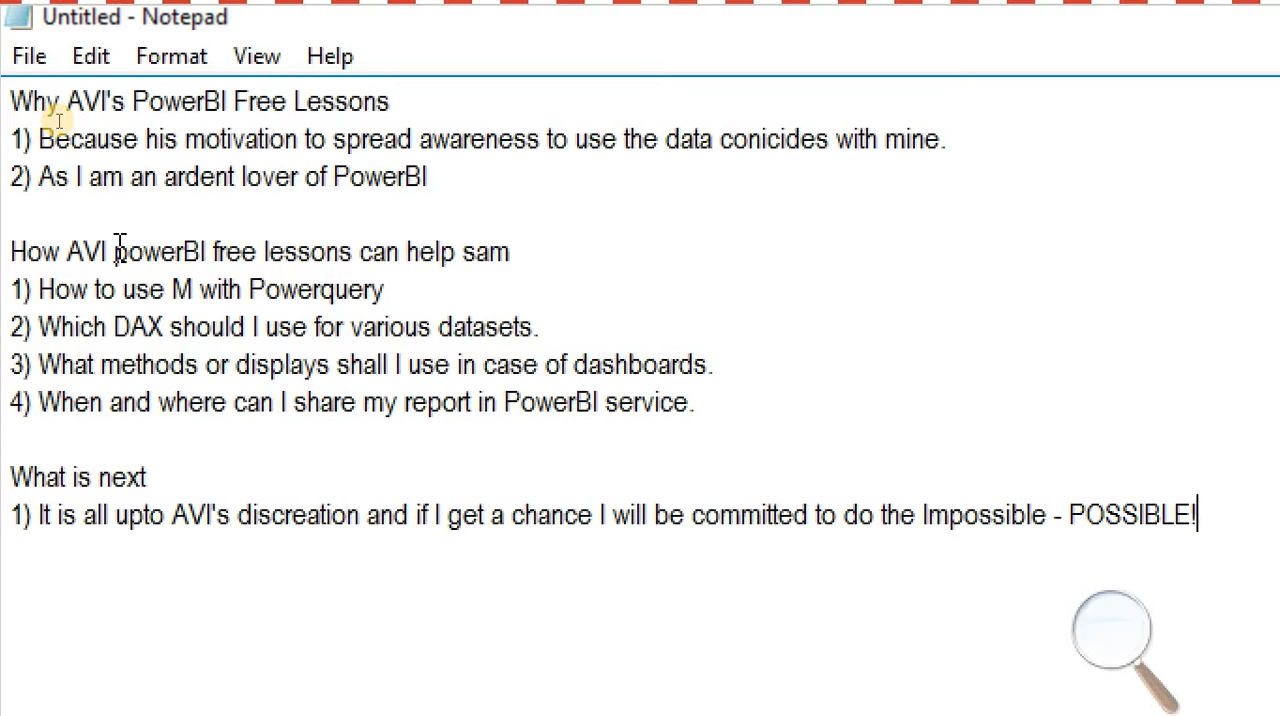 Untitled - Notepad
File Edit Format View Help
Why AVI's PowerBI Free Lessons
1) Because his motivation to spread awareness to use the data conicides with mine.
2) As I am an ardent lover of PowerBI
How AVI powerBI free lessons can help sam
1) How to use M with Powerquery
2) Which DAX should I use for various datasets.
3) What methods or displays shall I use in case of dashboards.
4) When and where can I share my report in PowerBI service.
What is next
1) It is all upto AVI's discreation and if I get a chance I will be committed to do the Impossible - POSSIBLE!